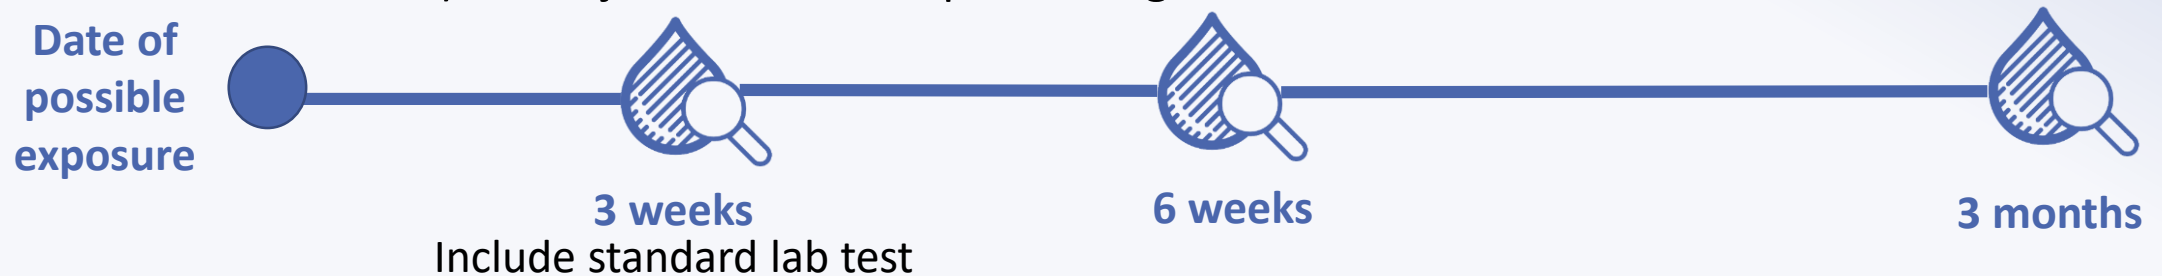 Date of
possible
exposure
3 weeks
6 weeks
3 months
Include standard lab test